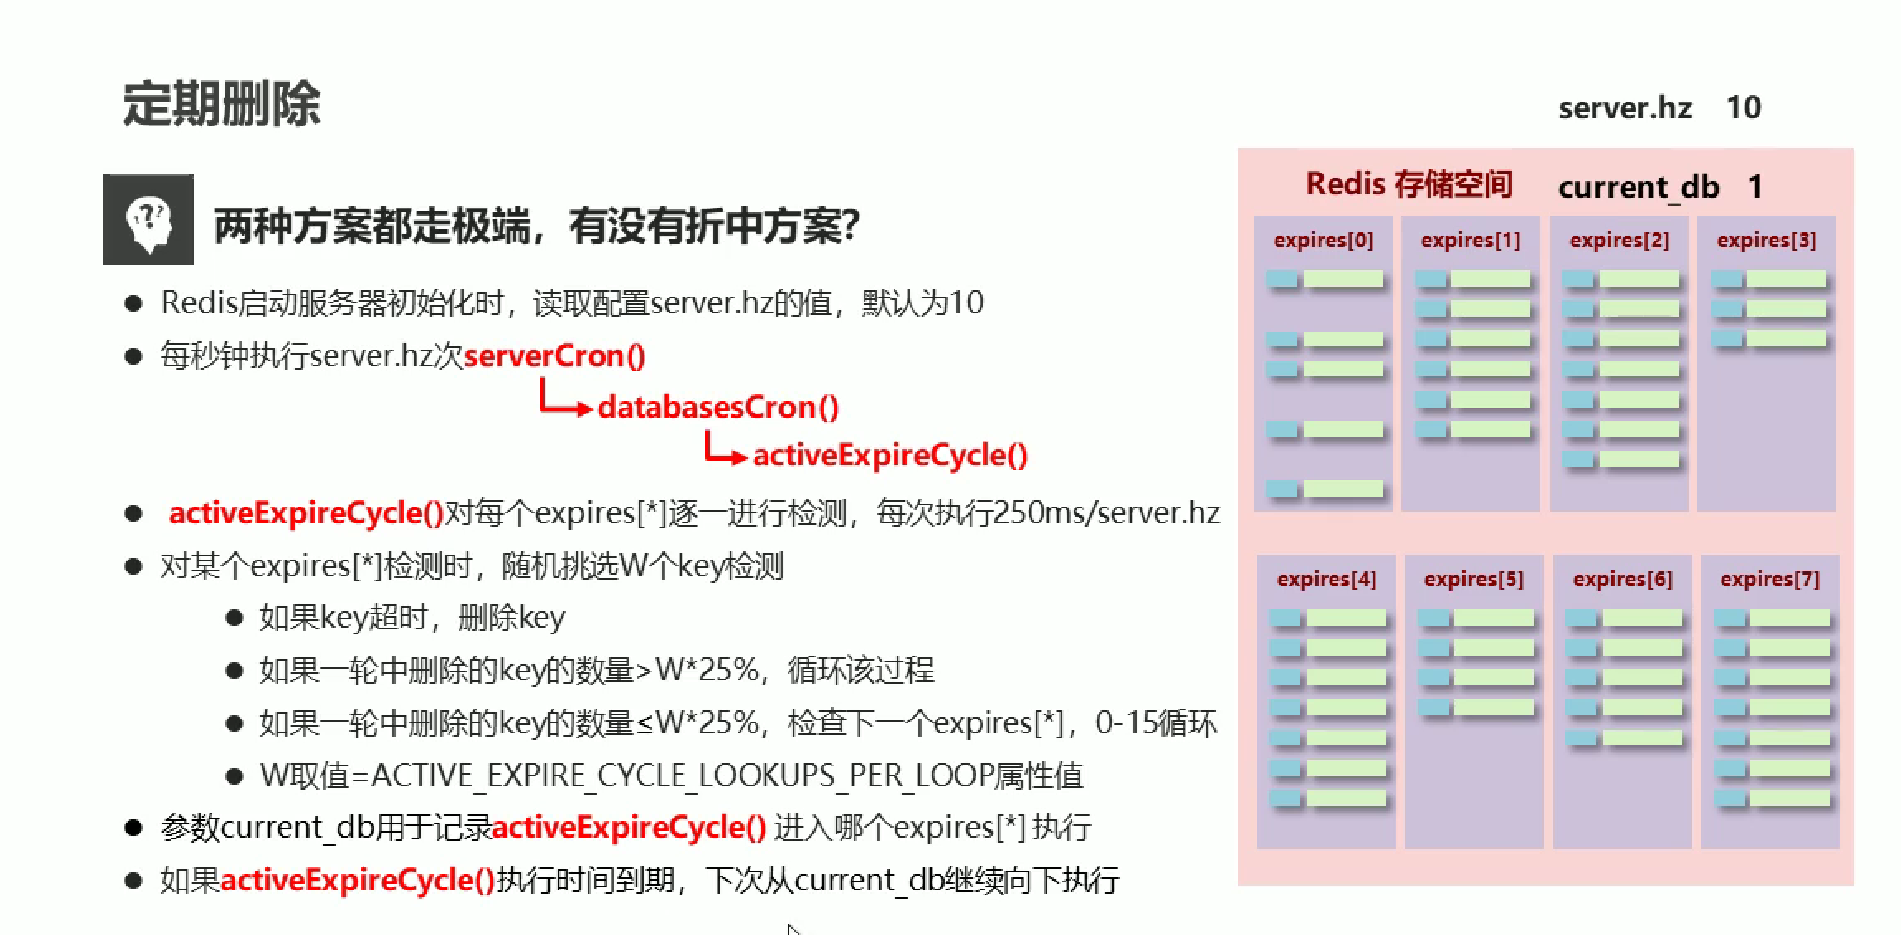 定期删除
server.hz 10
两种方案都走极端，有没有折中方案?
Redis启动服务器初始化时，读取配置server.hz的值，默认为10
每秒钟执行server.hz次serverCron()
databasesCron()
activeExpireCycle()
activeExpireCycle()对每个expires[*]逐一进行检测，每次执行250ms/server.hz
对某个expires[*]检测时，随机挑选W个key检测
如果key超时，删除key
如果一轮中删除的key的数量>W*25%，循环该过程
如果一轮中删除的key的数量≤W*25%，检查下一个expires[*]，0-15循环
W取值=ACTIVE_EXPIRE_CYCLE_LOOKUPS_PER_LOOP属性值
参数current_db用于记录activeExpireCycle() 进入哪个expires[*] 执行
如果activeExpireCycle()执行时间到期，下次从current_db继续向下执行
Redis 存储空间 current_db 1
expires[0] expires[1] expires[2] expires[3]
expires[4] expires[5] expires[6] expires[7]